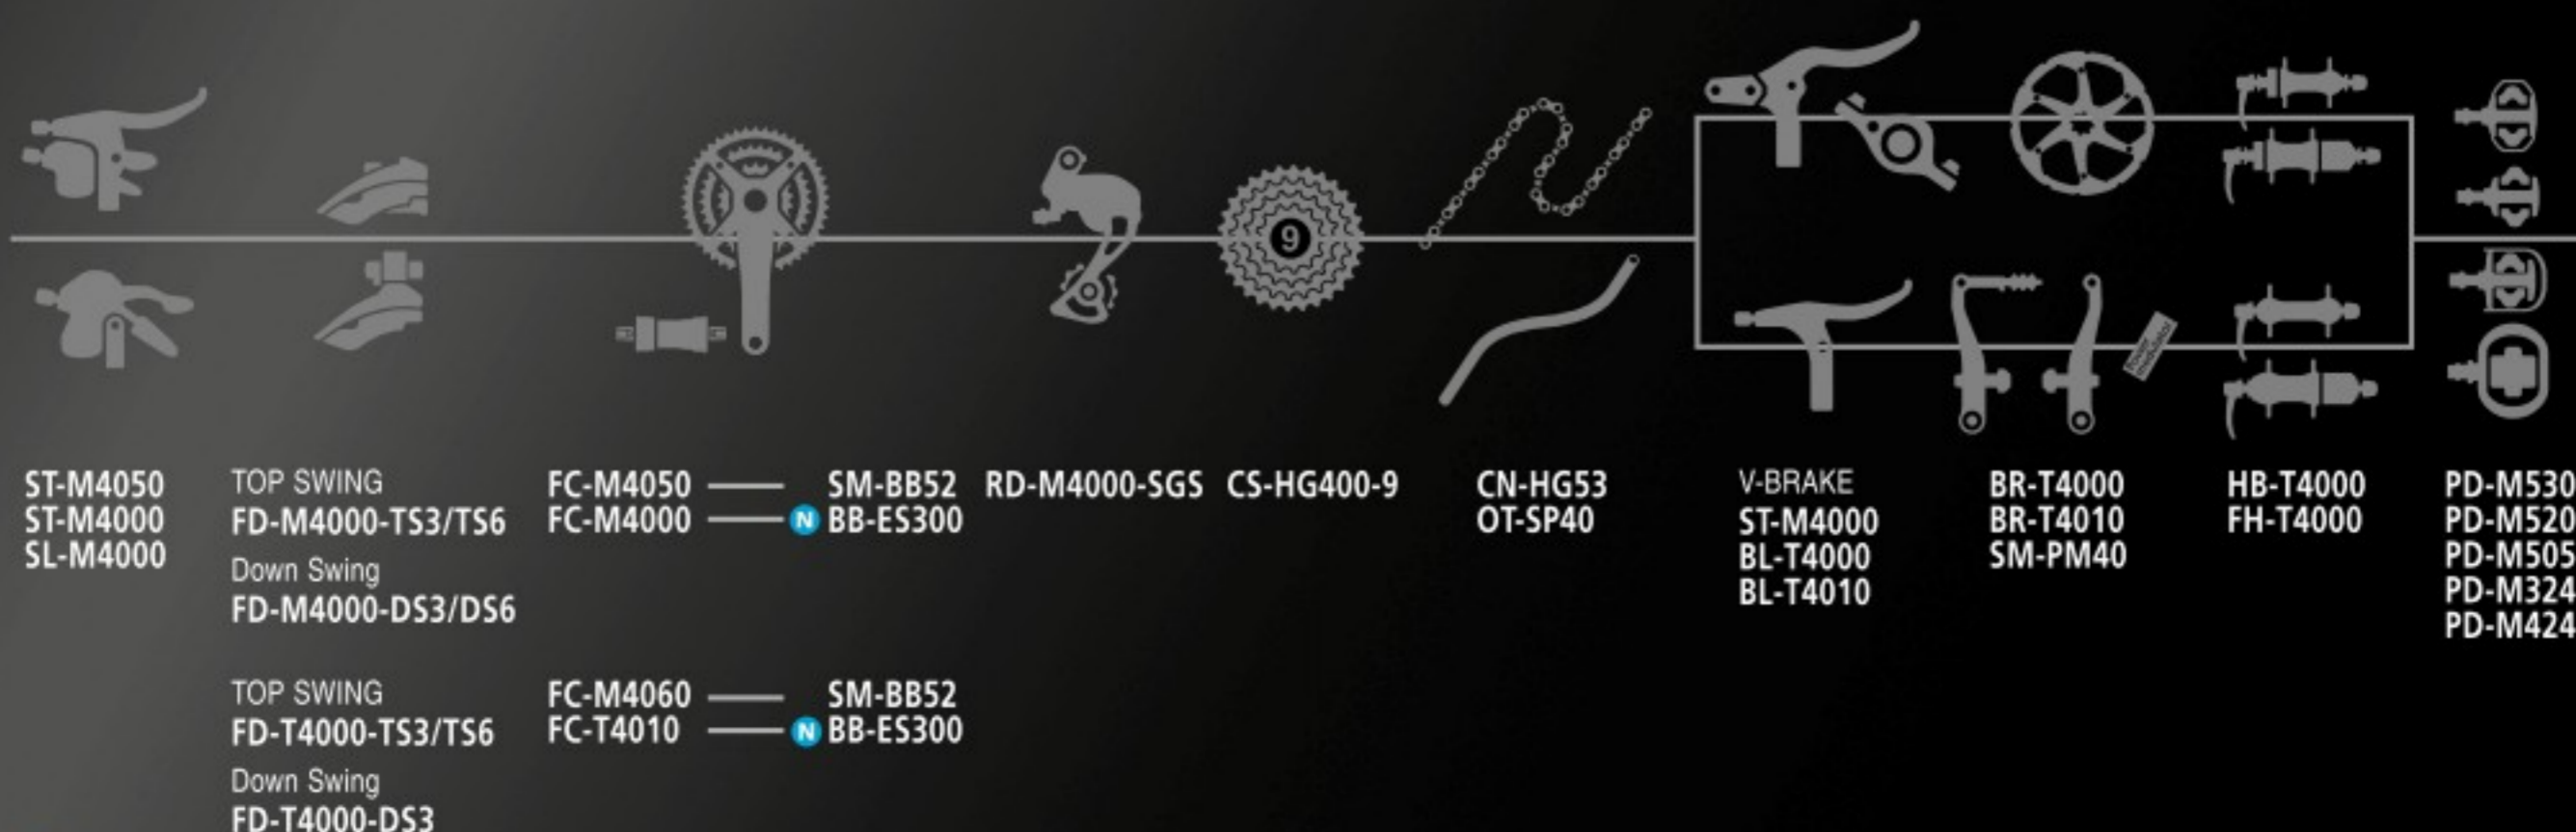 9
Power
modulator
ST-M4050
ST-M4000
SL-M4000
TOP SWING
FD-M4000-TS3/TS6
Down Swing
FD-M4000-DS3/DS6
TOP SWING
FD-T4000-TS3/TS6
Down Swing
FD-T4000-DS3
FC-M4050 SM-BB52
FC-M4000 N BB-ES300
FC-M4060 SM-BB52
FC-T4010 N BB-ES300
RD-M4000-SGS
CS-HG400-9
CN-HG53
OT-SP40
V-BRAKE
ST-M4000
BL-T4000
BL-T4010
BR-T4000
BR-T4010
SM-PM40
HB-T4000
FH-T4000
PD-M530
PD-M520
PD-M505
PD-M324
PD-M424